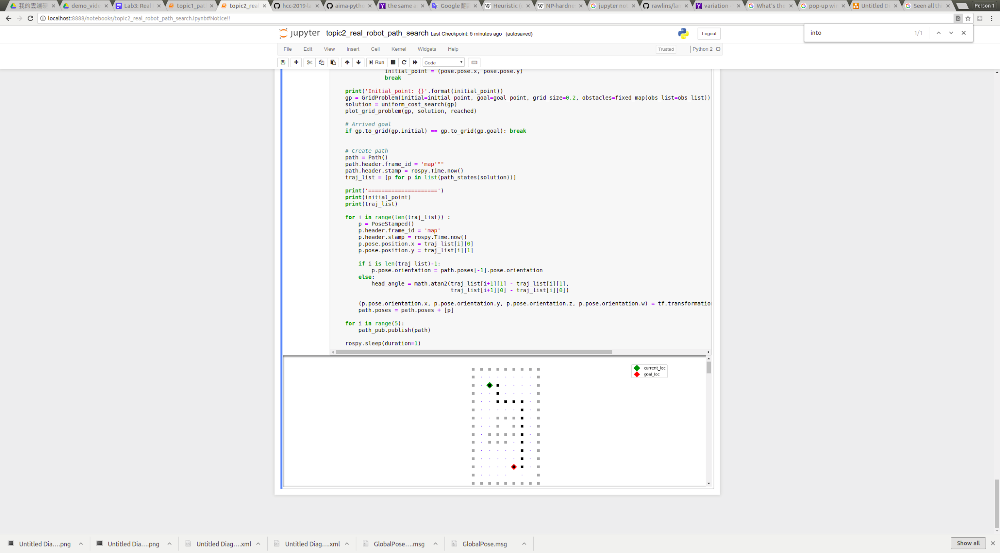 我的雲端硬
demo_vide
Lab3: Real
topic1_pat
topic2_real
hcc-2019-la
aima-pytho
the same a
Google 翻
Heuristic (c
NP-hardne
jupyter not
rawlins/lan
variation -
What's the
pop-up win
Untitled Di
Seen all thi
Person 1
localhost:8888/notebooks/topic2_real_robot_path_search.ipynb#Notice!!
into 1/1
jupyter topic2_real_robot_path_search Last Checkpoint: 5 minutes ago (autosaved)
Logout
File Edit View Insert Cell Kernel Widgets Help
Trusted | Python 2
Run Code
initial_point = (pose.pose.x, pose.pose.y)
break
print('Initial_point: {}'.format(initial_point))
gp = GridProblem(initial=initial_point, goal=goal_point, grid_size=0.2, obstacles=fixed_map(obs_list=obs_list))
solution = uniform_cost_search(gp)
plot_grid_problem(gp, solution, reached)
# Arrived goal
if gp.to_grid(gp.initial) == gp.to_grid(gp.goal): break
# Create path
path = Path()
path.header.frame_id = 'map'""
path.header.stamp = rospy.Time.now()
traj_list = [p for p in list(path_states(solution))]
print('=====================')
print(initial_point)
print(traj_list)
for i in range(len(traj_list)) :
p = PoseStamped()
p.header.frame_id = 'map'
p.header.stamp = rospy.Time.now()
p.pose.position.x = traj_list[i][0]
p.pose.position.y = traj_list[i][1]
if i is len(traj_list)-1:
p.pose.orientation = path.poses[-1].pose.orientation
else:
head_angle = math.atan2(traj_list[i+1][1] - traj_list[i][1],
traj_list[i+1][0] - traj_list[i][0])
(p.pose.orientation.x, p.pose.orientation.y, p.pose.orientation.z, p.pose.orientation.w) = tf.transformation
path.poses = path.poses + [p]
for i in range(5):
path_pub.publish(path)
rospy.sleep(duration=1)
current_loc
goal_loc
Untitled Dia....png
Untitled Dia....png
Untitled Diag....xml
Untitled Diag....xml
GlobalPose....msg
GlobalPose.msg
Show all